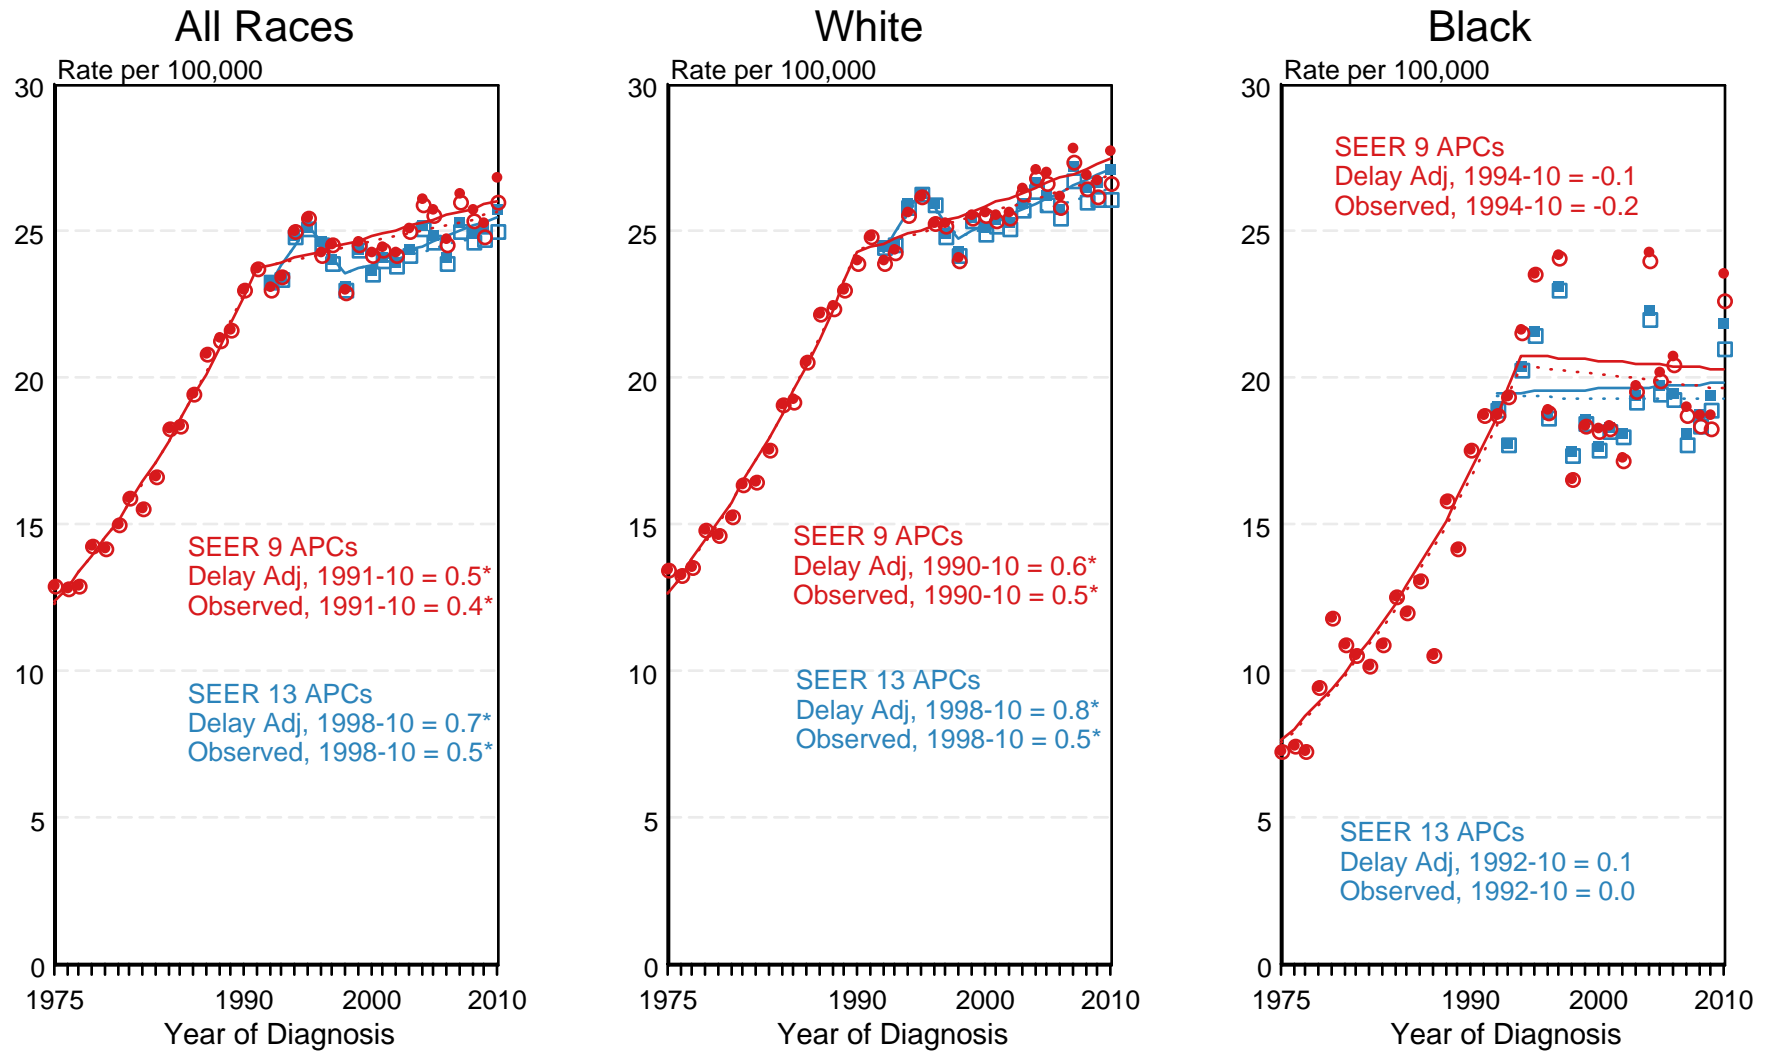 All Races
Rate per 100,000
30
25
20
15
10
5
0
SEER 9 APCs
Delay Adj, 1991-10 = 0.5*
Observed, 1991-10 = 0.4*
SEER 13 APCs
Delay Adj, 1998-10 = 0.7*
Observed, 1998-10 = 0.5*
1975 1990 2000 2010
Year of Diagnosis
White
Rate per 100,000
30
25
20
15
10
5
0
SEER 9 APCs
Delay Adj, 1990-10 = 0.6*
Observed, 1990-10 = 0.5*
SEER 13 APCs
Delay Adj, 1998-10 = 0.8*
Observed, 1998-10 = 0.5*
1975 1990 2000 2010
Year of Diagnosis
Black
Rate per 100,000
30
25
20
15
10
5
0
SEER 9 APCs
Delay Adj, 1994-10 = -0.1
Observed, 1994-10 = -0.2
SEER 13 APCs
Delay Adj, 1992-10 = 0.1
Observed, 1992-10 = 0.0
1975 1990 2000 2010
Year of Diagnosis